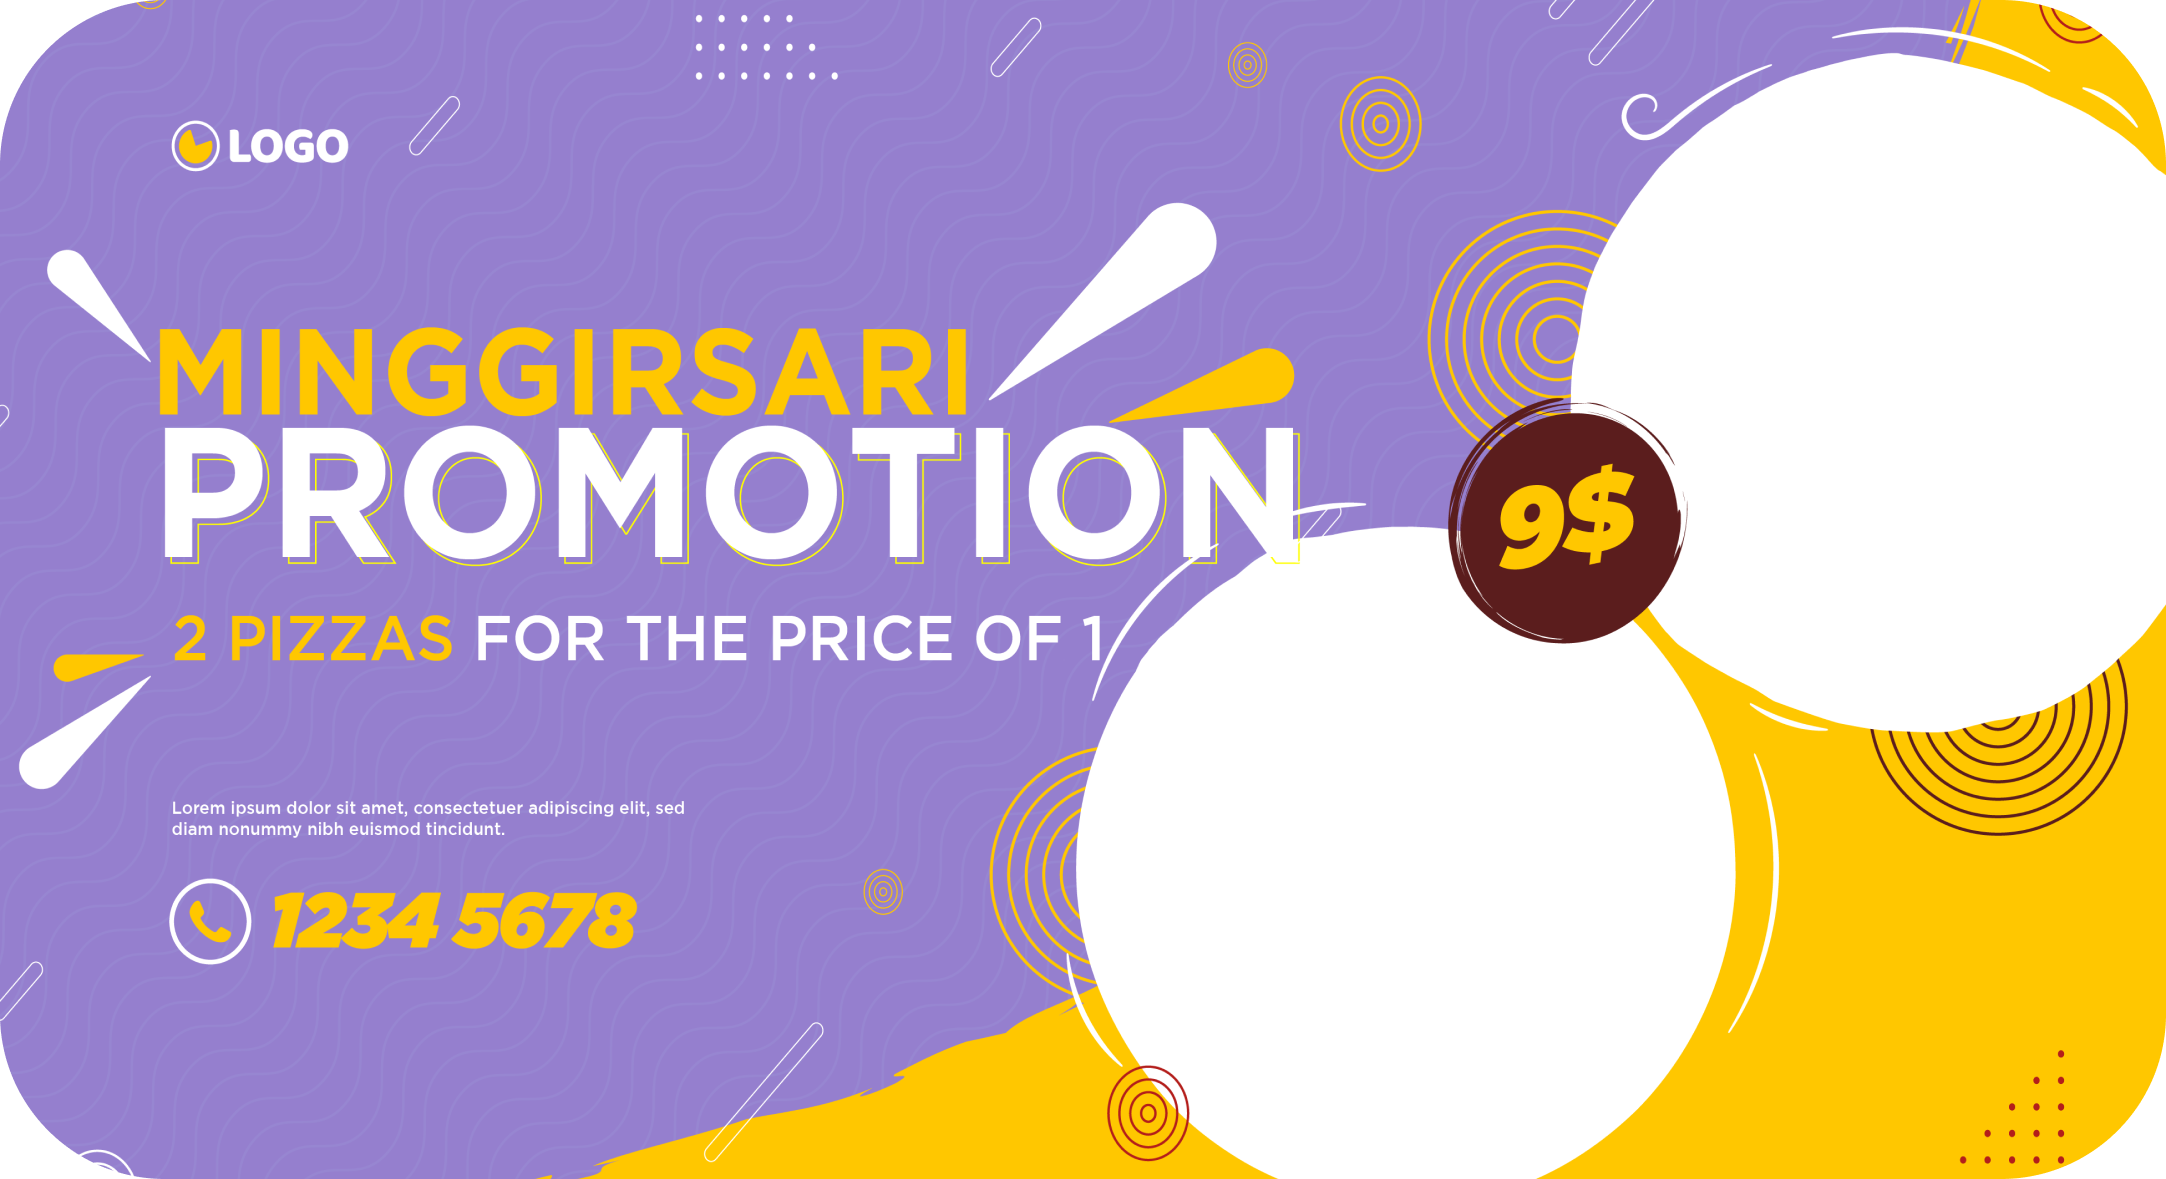 LOGO
MINGGIRSARI
PROMOTION
9$
2 PIZZAS FOR THE PRICE OF 1
Lorem ipsum dolor sit amet, consectetuer adipiscing elit, sed
diam nonummy nibh euismod tincidunt.
1234 5678